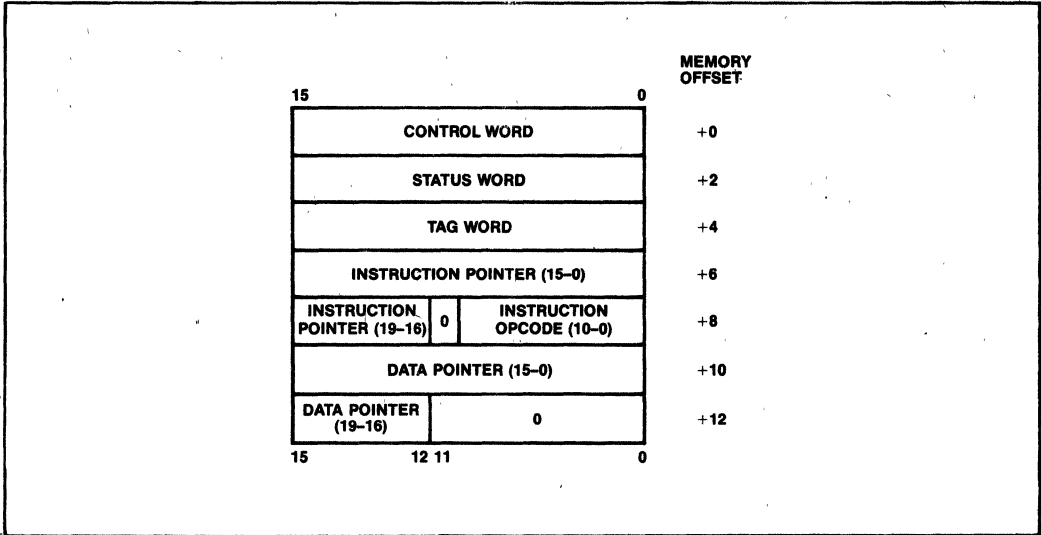 MEMORY
OFFSET
15 0
CONTROL WORD +0
STATUS WORD +2
TAG WORD +4
INSTRUCTION POINTER (15–0) +6
INSTRUCTION
POINTER (19–16)
0
INSTRUCTION
OPCODE (10–0)
+8
DATA POINTER (15–0) +10
DATA POINTER
(19–16)
0
+12
15 12 11 0